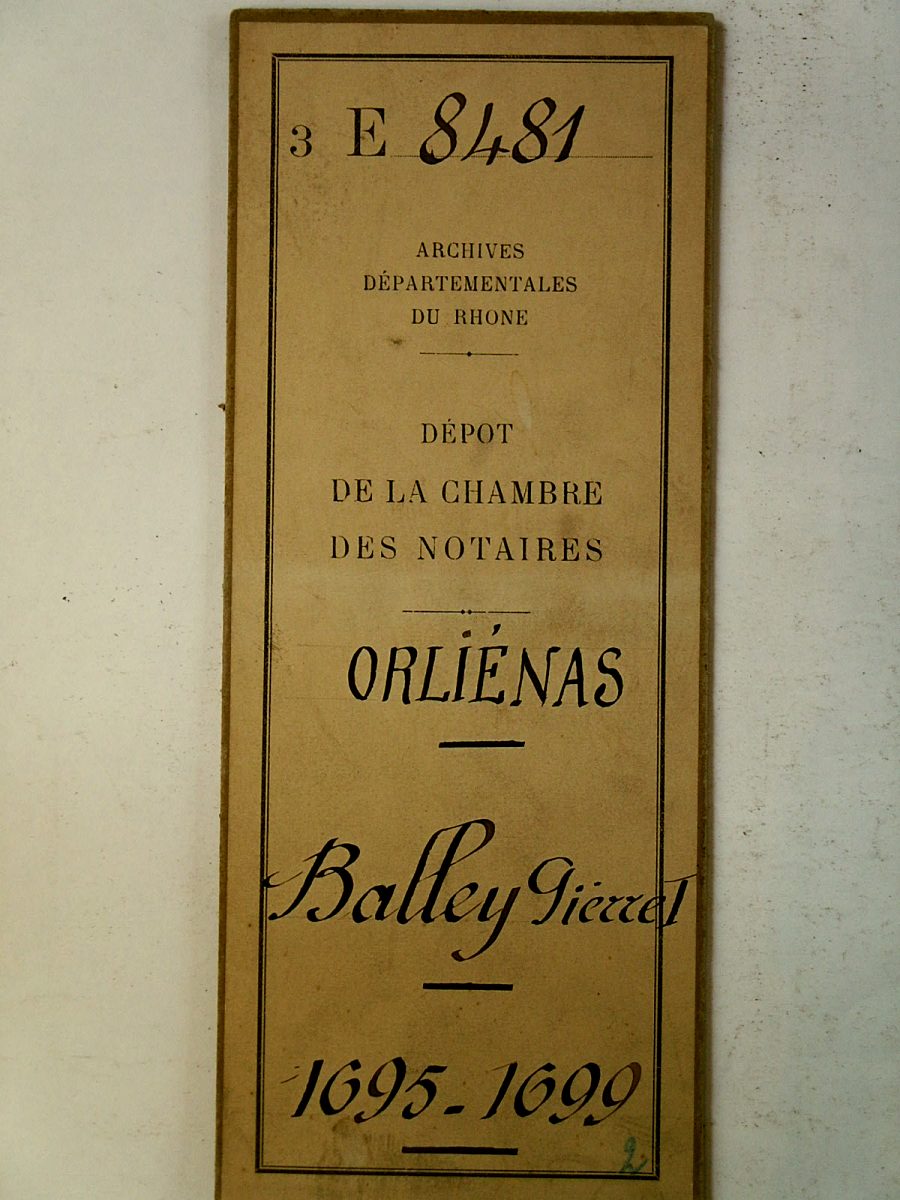 3 E 8481
ARCHIVES
DÉPARTEMENTALES
DU RHONE
DÉPOT
DE LA CHAMBRE
DES NOTAIRES
ORLIÉNAS
Balley Pierre I
1695-1699
2